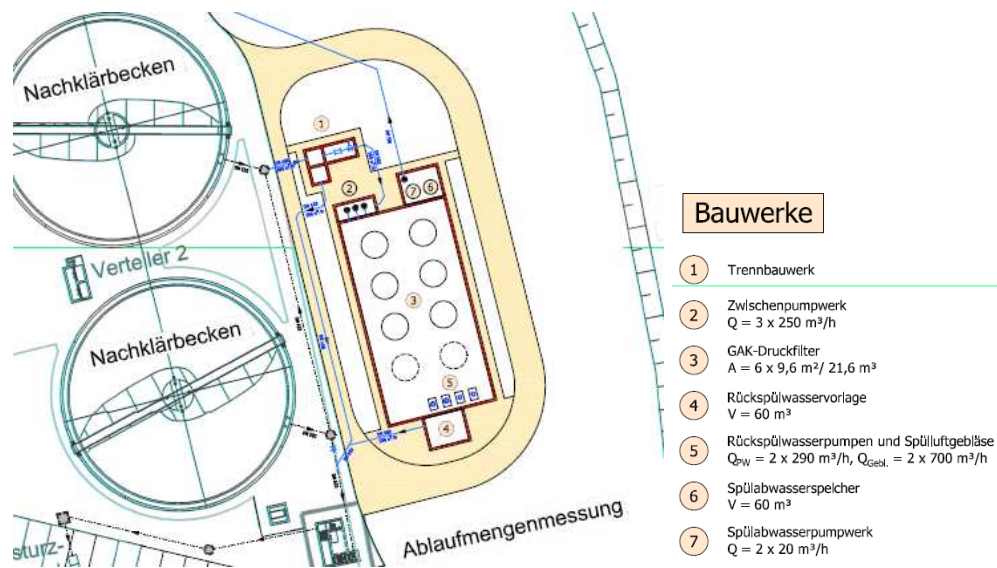 Nachklärbecken
Verteiler 2
Nachklärbecken
sturz-
Ablaufmengenmessung
1
2
7
6
3
5
4
Bauwerke
1 Trennbauwerk
2 Zwischenpumpwerk
Q = 3 x 250 m³/h
3 GAK-Druckfilter
A = 6 x 9,6 m²/ 21,6 m³
4 Rückspülwasservorlage
V = 60 m³
5 Rückspülwasserpumpen und Spülluftgebläse
Q_PW = 2 x 290 m³/h, Q_Gebl. = 2 x 700 m³/h
6 Spülabwasserspeicher
V = 60 m³
7 Spülabwasserpumpwerk
Q = 2 x 20 m³/h